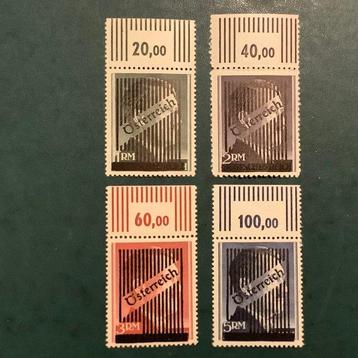 20,00
Österreich
1RM
40,00
Österreich
2RM
60,00
Österreich
3RM
100,00
Österreich
5RM